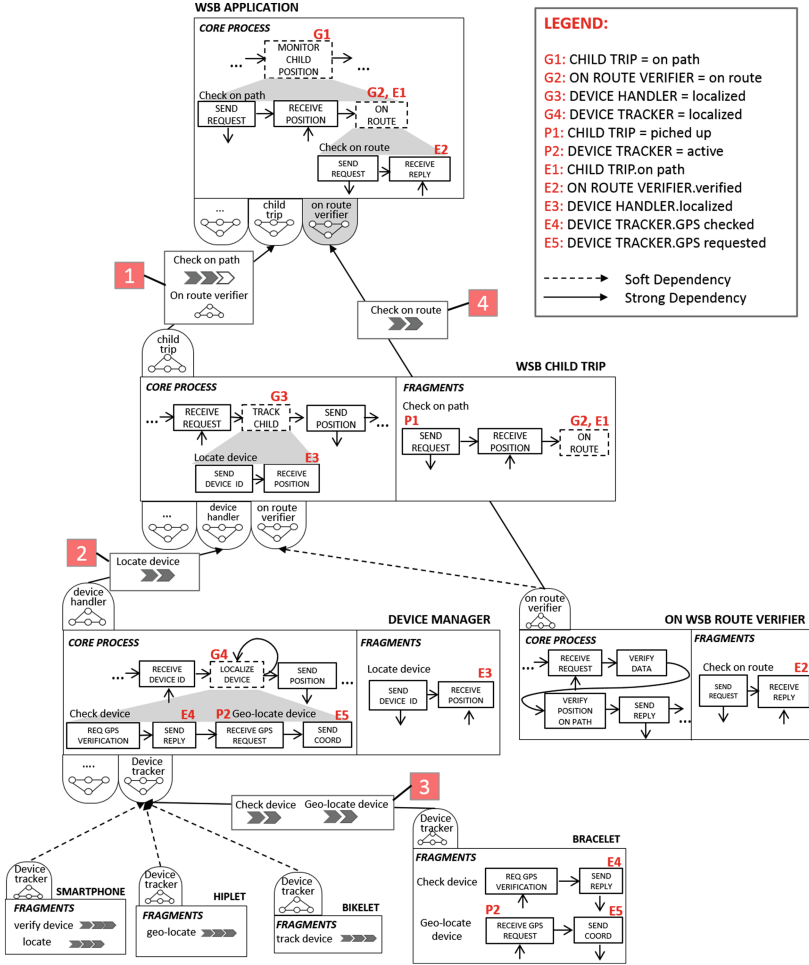 WSB APPLICATION
CORE PROCESS
G1
MONITOR
CHILD
POSITION
...
...
Check on path
G2, E1
SEND
REQUEST
RECEIVE
POSITION
ON
ROUTE
Check on route
E2
SEND
REQUEST
RECEIVE
REPLY
...
child
trip
on route
verifier
LEGEND:
G1: CHILD TRIP = on path
G2: ON ROUTE VERIFIER = on route
G3: DEVICE HANDLER = localized
G4: DEVICE TRACKER = localized
P1: CHILD TRIP = piched up
P2: DEVICE TRACKER = active
E1: CHILD TRIP.on path
E2: ON ROUTE VERIFIER.verified
E3: DEVICE HANDLER.localized
E4: DEVICE TRACKER.GPS checked
E5: DEVICE TRACKER.GPS requested
Soft Dependency
Strong Dependency
1
Check on path
On route verifier
4
Check on route
child
trip
WSB CHILD TRIP
CORE PROCESS
G3
...
RECEIVE
REQUEST
TRACK
CHILD
SEND
POSITION
...
Locate device
E3
SEND
DEVICE ID
RECEIVE
POSITION
FRAGMENTS
Check on path
P1
G2, E1
SEND
REQUEST
RECEIVE
POSITION
ON
ROUTE
...
device
handler
on route
verifier
2
Locate device
device
handler
DEVICE MANAGER
CORE PROCESS
G4
...
RECEIVE
DEVICE ID
LOCALIZE
DEVICE
SEND
POSITION
...
Check device
E4
P2
Geo-locate device
E5
REQ GPS
VERIFICATION
SEND
REPLY
RECEIVE GPS
REQUEST
SEND
COORD
FRAGMENTS
Locate device
E3
SEND
DEVICE ID
RECEIVE
POSITION
on route
verifier
ON WSB ROUTE VERIFIER
CORE PROCESS
...
RECEIVE
REQUEST
VERIFY
DATA
VERIFY
POSITION
ON PATH
SEND
REPLY
...
FRAGMENTS
Check on route
E2
SEND
REQUEST
RECEIVE
REPLY
....
Device
tracker
3
Check device
Geo-locate device
Device
tracker
SMARTPHONE
FRAGMENTS
verify device
locate
Device
tracker
HIPLET
FRAGMENTS
geo-locate
Device
tracker
BIKELET
FRAGMENTS
track device
Device
tracker
BRACELET
FRAGMENTS
Check device
E4
REQ GPS
VERIFICATION
SEND
REPLY
Geo-locate
device
P2
E5
RECEIVE GPS
REQUEST
SEND
COORD